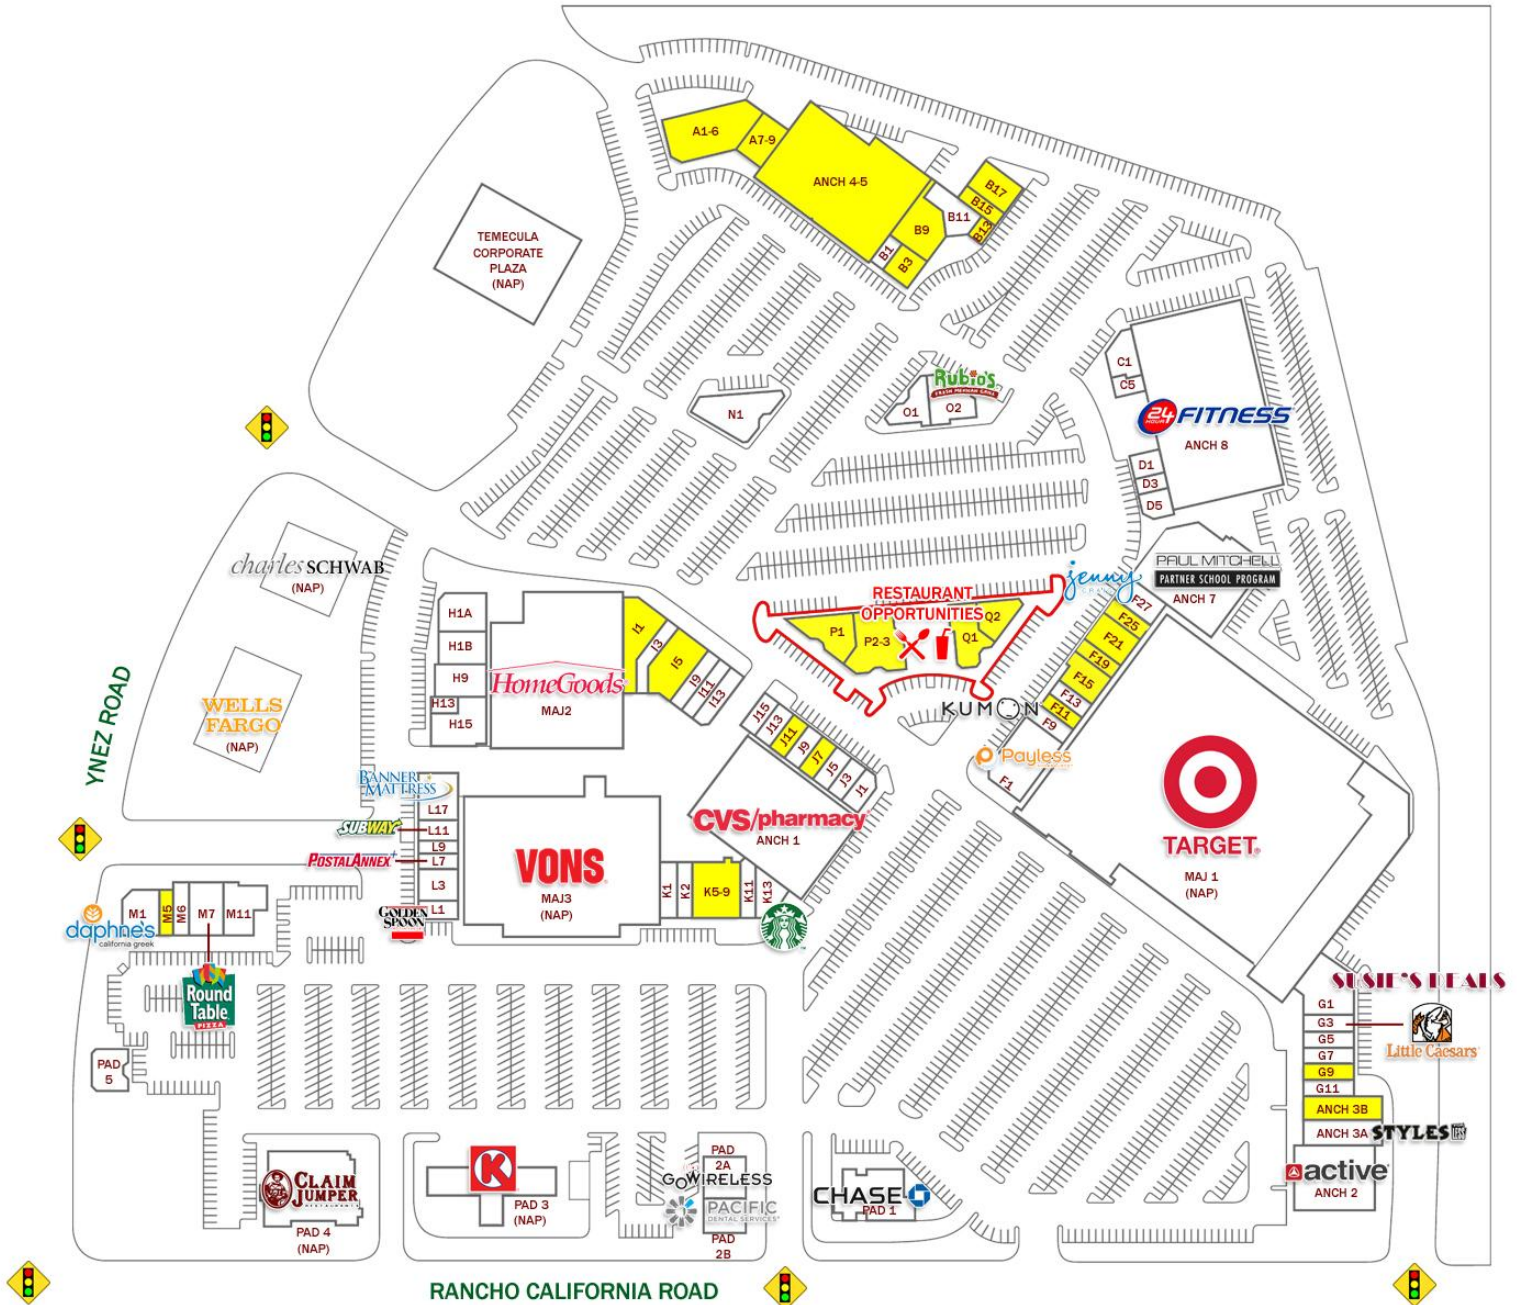 A1-6
A7-9
ANCH 4-5
B17
B15
B13
B11
B9
B1
B3
TEMECULA
CORPORATE
PLAZA
(NAP)
C1
C5
24
HOUR
FITNESS
ANCH 8
Rubio's
FRESH MEXICAN GRILL
O1
O2
N1
D1
D3
D5
charles SCHWAB
(NAP)
PAUL MITCHELL
PARTNER SCHOOL PROGRAM
ANCH 7
jenny
CRAIG
RESTAURANT
OPPORTUNITIES
P1
P2-3
Q1
Q2
F27
F25
F21
F19
F15
F13
F11
F9
F1
KUMON
Payless
H1A
H1B
H9
H13
H15
HomeGoods
MAJ2
I1
I3
I5
I9
I11
I13
YNEZ ROAD
WELLS
FARGO
(NAP)
J15
J13
J11
J9
J7
J5
J3
J1
CVS/pharmacy
ANCH 1
TARGET
MAJ 1
(NAP)
BANNER
MATTRESS
L17
SUBWAY
L11
L9
POSTALANNEX+
L7
L3
L1
GOLDEN
SPOON
VONS
MAJ3
(NAP)
K1
K2
K5-9
K11
K13
M1
M5
M6
M7
M11
daphne's
california greek
Round
Table
PIZZA
PAD
5
SUSIE'S DEALS
G1
G3
G5
G7
G9
G11
Little Caesars
ANCH 3B
ANCH 3A
STYLES
active
ANCH 2
CLAIM
JUMPER
RESTAURANTS
PAD 4
(NAP)
K
PAD 3
(NAP)
PAD
2A
GOWIRELESS
PACIFIC
DENTAL SERVICES
PAD
2B
CHASE
PAD 1
RANCHO CALIFORNIA ROAD